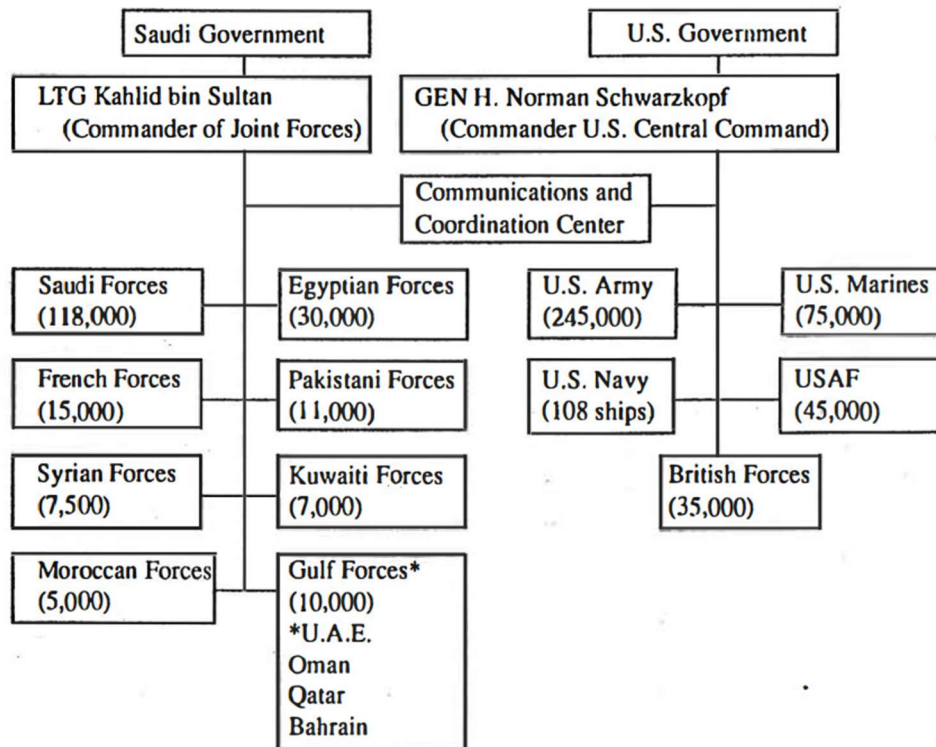 Saudi Government
U.S. Government
LTG Kahlid bin Sultan
(Commander of Joint Forces)
GEN H. Norman Schwarzkopf
(Commander U.S. Central Command)
Communications and
Coordination Center
Saudi Forces
(118,000)
Egyptian Forces
(30,000)
U.S. Army
(245,000)
U.S. Marines
(75,000)
French Forces
(15,000)
Pakistani Forces
(11,000)
U.S. Navy
(108 ships)
USAF
(45,000)
Syrian Forces
(7,500)
Kuwaiti Forces
(7,000)
British Forces
(35,000)
Moroccan Forces
(5,000)
Gulf Forces*
(10,000)
*U.A.E.
Oman
Qatar
Bahrain